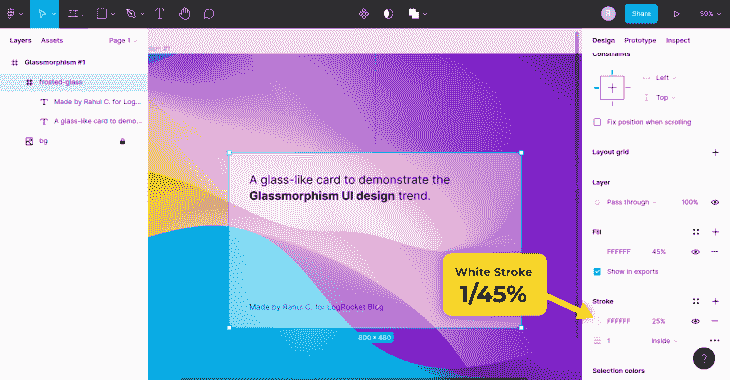 Share
50%
Layers
Assets
Page 1
Design
Prototype
Inspect
Glassmorphism #1
frosted-glass
Made by Rahul C. for Log...
A glass-like card to demo...
bg
A glass-like card to demonstrate the
Glassmorphism UI design trend.
Made by Rahul C. for LogRocket Blog
800 × 480
White Stroke
1/45%
Constraints
Left
Top
Fix position when scrolling
Layout grid
Layer
Pass through
100%
Fill
FFFFFF
45%
Show in exports
Stroke
FFFFFF
25%
1
Inside
Selection colors
?